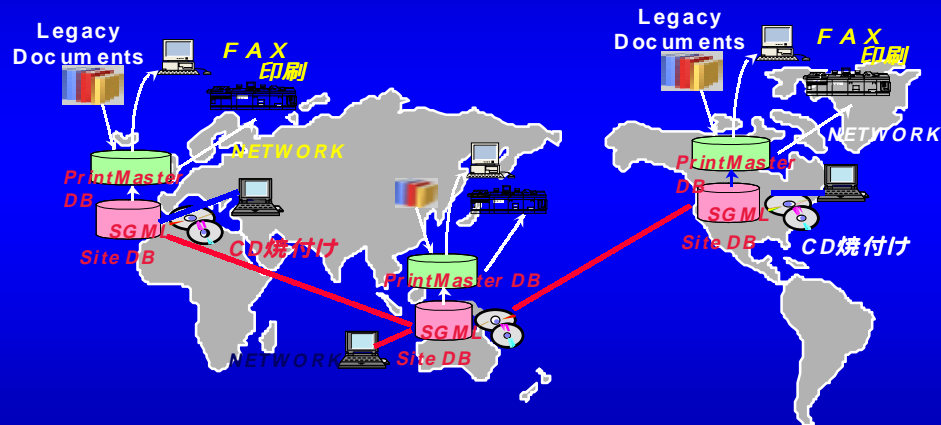 Legacy
Documents
FAX
印刷
NETWORK
PrintMaster
DB
SGML
Site DB
CD焼付け
PrintMaster DB
SGML
Site DB
NETWORK
Legacy
Documents
FAX
印刷
NETWORK
PrintMaster
DB
SGML
Site DB
CD焼付け